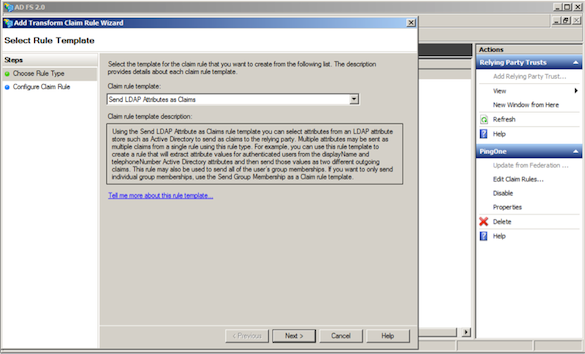 AD FS 2.0
Add Transform Claim Rule Wizard
Select Rule Template
Steps
Choose Rule Type
Configure Claim Rule
Select the template for the claim rule that you want to create from the following list. The description
provides details about each claim rule template.
Claim rule template:
Send LDAP Attributes as Claims
Claim rule template description:
Using the Send LDAP Attribute as Claims rule template you can select attributes from an LDAP attribute
store such as Active Directory to send as claims to the relying party. Multiple attributes may be sent as
multiple claims from a single rule using this rule type. For example, you can use this rule template to
create a rule that will extract attribute values for authenticated users from the displayName and
telephoneNumber Active Directory attributes and then send those values as two different outgoing
claims. This rule may also be used to send all of the user's group memberships. If you want to only send
individual group memberships, use the Send Group Membership as a Claim rule template.
Tell me more about this rule template...
< Previous
Next >
Cancel
Help
Actions
Relying Party Trusts
Add Relying Party Trust...
View
New Window from Here
Refresh
Help
PingOne
Update from Federation ...
Edit Claim Rules...
Disable
Properties
Delete
Help